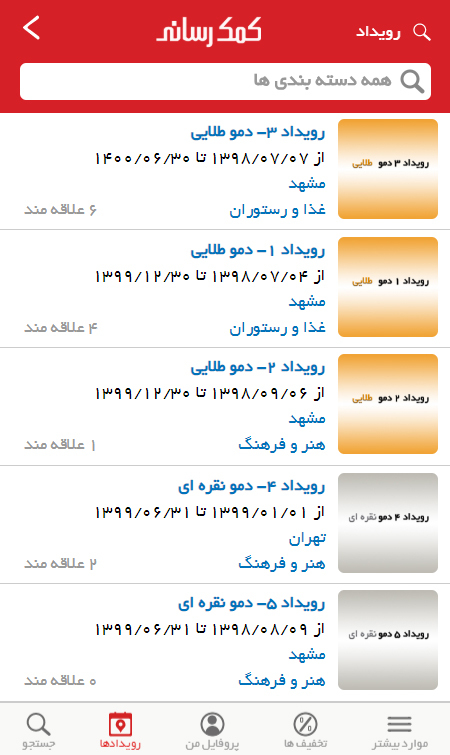 رویداد
کمک رسانی
همه دسته بندی ها
رویداد ۳ دمو طلایی
رویداد ۳- دمو طلایی
از ۱۳۹۸/۰۷/۰۷ تا ۱۴۰۰/۰۶/۳۰
مشهد
غذا و رستوران
۶ علاقه مند
رویداد ۱ دمو طلایی
رویداد ۱- دمو طلایی
از ۱۳۹۸/۰۷/۰۴ تا ۱۳۹۹/۱۲/۳۰
مشهد
غذا و رستوران
۴ علاقه مند
رویداد ۲ دمو طلایی
رویداد ۲- دمو طلایی
از ۱۳۹۸/۰۹/۰۶ تا ۱۳۹۹/۱۲/۳۰
مشهد
هنر و فرهنگ
۱ علاقه مند
رویداد ۴ دمو نقره ای
رویداد ۴- دمو نقره ای
از ۱۳۹۹/۰۱/۰۱ تا ۱۳۹۹/۰۶/۳۱
تهران
هنر و فرهنگ
۲ علاقه مند
رویداد ۵ دمو نقره ای
رویداد ۵- دمو نقره ای
از ۱۳۹۸/۰۸/۰۹ تا ۱۳۹۹/۰۶/۳۱
مشهد
هنر و فرهنگ
۰ علاقه مند
موارد بیشتر
تخفیف ها
پروفایل من
رویدادها
جستجو